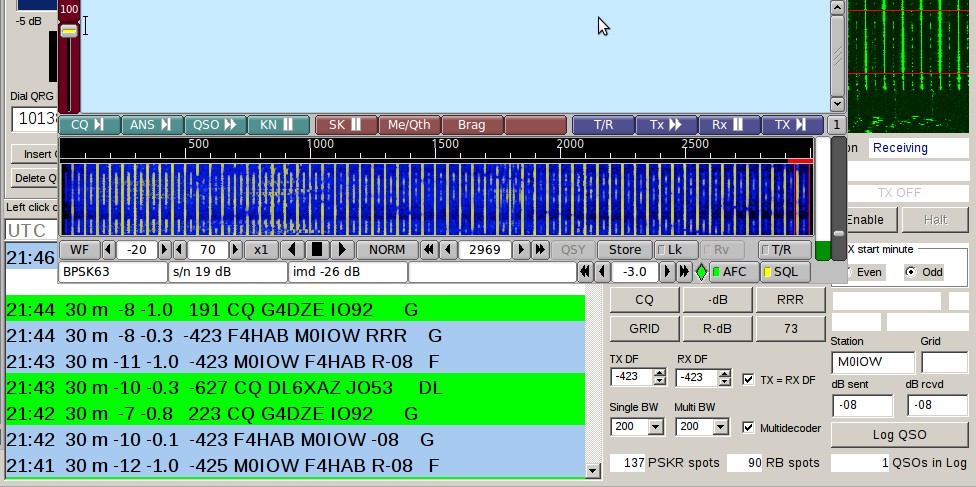 100
-5 dB
Dial QRG
1013
CQ ANS QSO KN SK Me/Qth Brag T/R Tx Rx TX 1
500 1000 1500 2000 2500
on Receiving
Insert
Delete Q
TX OFF
Left click
Enable Halt
UTC
WF -20 70 x1 NORM 2969 QSY Store Lk Rv T/R
X start minute
21:46
BPSK63 s/n 19 dB imd -26 dB -3.0 AFC SQL
Even Odd
21:44 30 m -8 -1.0 191 CQ G4DZE IO92 G
21:44 30 m -8 -0.3 -423 F4HAB M0IOW RRR G
21:43 30 m -11 -1.0 -423 M0IOW F4HAB R-08 F
21:43 30 m -10 -0.3 -627 CQ DL6XAZ JO53 DL
21:42 30 m -7 -0.8 223 CQ G4DZE IO92 G
21:42 30 m -10 -0.1 -423 F4HAB M0IOW -08 G
21:41 30 m -12 -1.0 -425 M0IOW F4HAB R-08 F
CQ -dB RRR
GRID R-dB 73
TX DF RX DF
-423 -423 TX = RX DF
Single BW Multi BW
200 200 Multidecoder
137 PSKR spots 90 RB spots
Station Grid
M0IOW
dB sent dB rcvd
-08 -08
Log QSO
1 QSOs in Log